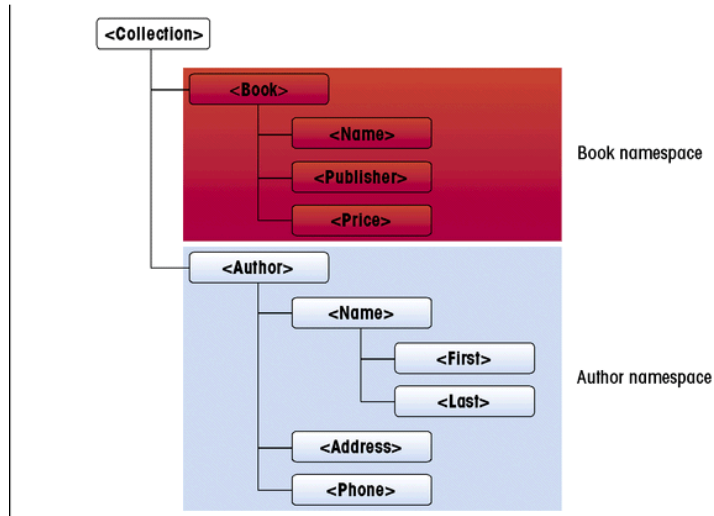 <Collection>
<Book>
<Name>
Book namespace
<Publisher>
<Price>
<Author>
<Name>
<First>
Author namespace
<Last>
<Address>
<Phone>